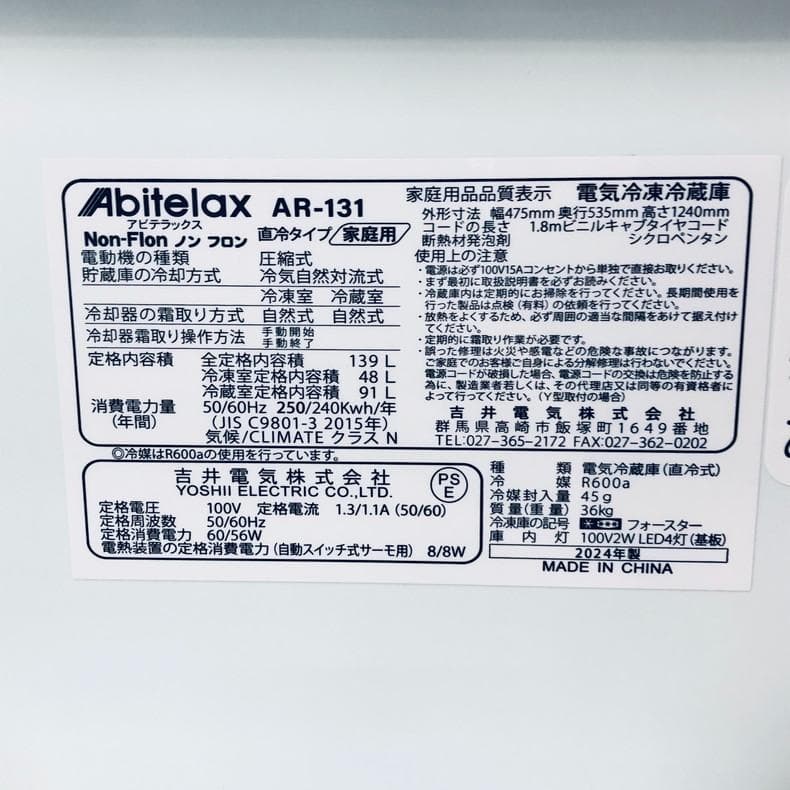 Abitelax AR-131
アビテラックス
Non-Flon ノンフロン 直冷タイプ 家庭用
電動機の種類 圧縮式
貯蔵庫の冷却方式 冷気自然対流式
冷凍室 冷蔵室
冷却器の霜取り方式 自然式 自然式
冷却器霜取り操作方法 手動開始
手動終了
定格内容積 全定格内容積 139 L
冷凍室定格内容積 48 L
冷蔵室定格内容積 91 L
消費電力量 50/60Hz 250/240Kwh/年
(年間) (JIS C9801-3 2015年)
気候/CLIMATE クラス N
◎冷媒はR600aの使用を行っています。
家庭用品品質表示 電気冷凍冷蔵庫
外形寸法 幅475mm 奥行535mm 高さ1240mm
コードの長さ 1.8mビニルキャブタイヤコード
断熱材発泡剤 シクロペンタン
使用上の注意
・電源は必ず100V15Aコンセントから単独で直接お取りください。
・まず最初に取扱説明書を必ずお読みください。
・冷蔵庫内は定期的にお掃除を行ってください。長期間使用を
行った製品は点検(有料)の依頼を行ってください。
・放熱をよくするため、必ず周囲の適当な間隔をあけて据え付け
てください。
・定期的に霜取り作業が必要です。
・誤った修理は火災や感電などの危険な事故につながります。
ご家庭でのお客様ご自身による分解修理は行わないでください。
電源コードが破損した場合、電源コードの交換は危険を防止する
為に、製造業者若しくは、その代理店又は同等の有資格者に
よって行ってください。(Y型取付の場合)
吉井電気株式会社
群馬県高崎市飯塚町1649番地
TEL:027-365-2172 FAX:027-362-0202
吉井電気株式会社
YOSHII ELECTRIC CO.,LTD.
PS
E
定格電圧 100V 定格電流 1.3/1.1A (50/60)
定格周波数 50/60Hz
定格消費電力 60/56W
電熱装置の定格消費電力(自動スイッチ式サーモ用) 8/8W
種類 電気冷蔵庫(直冷式)
冷媒 R600a
冷媒封入量 45g
質量(重量) 36kg
冷凍庫の記号 フォースター
庫内灯 100V2W LED4灯(基板)
2024年製
MADE IN CHINA